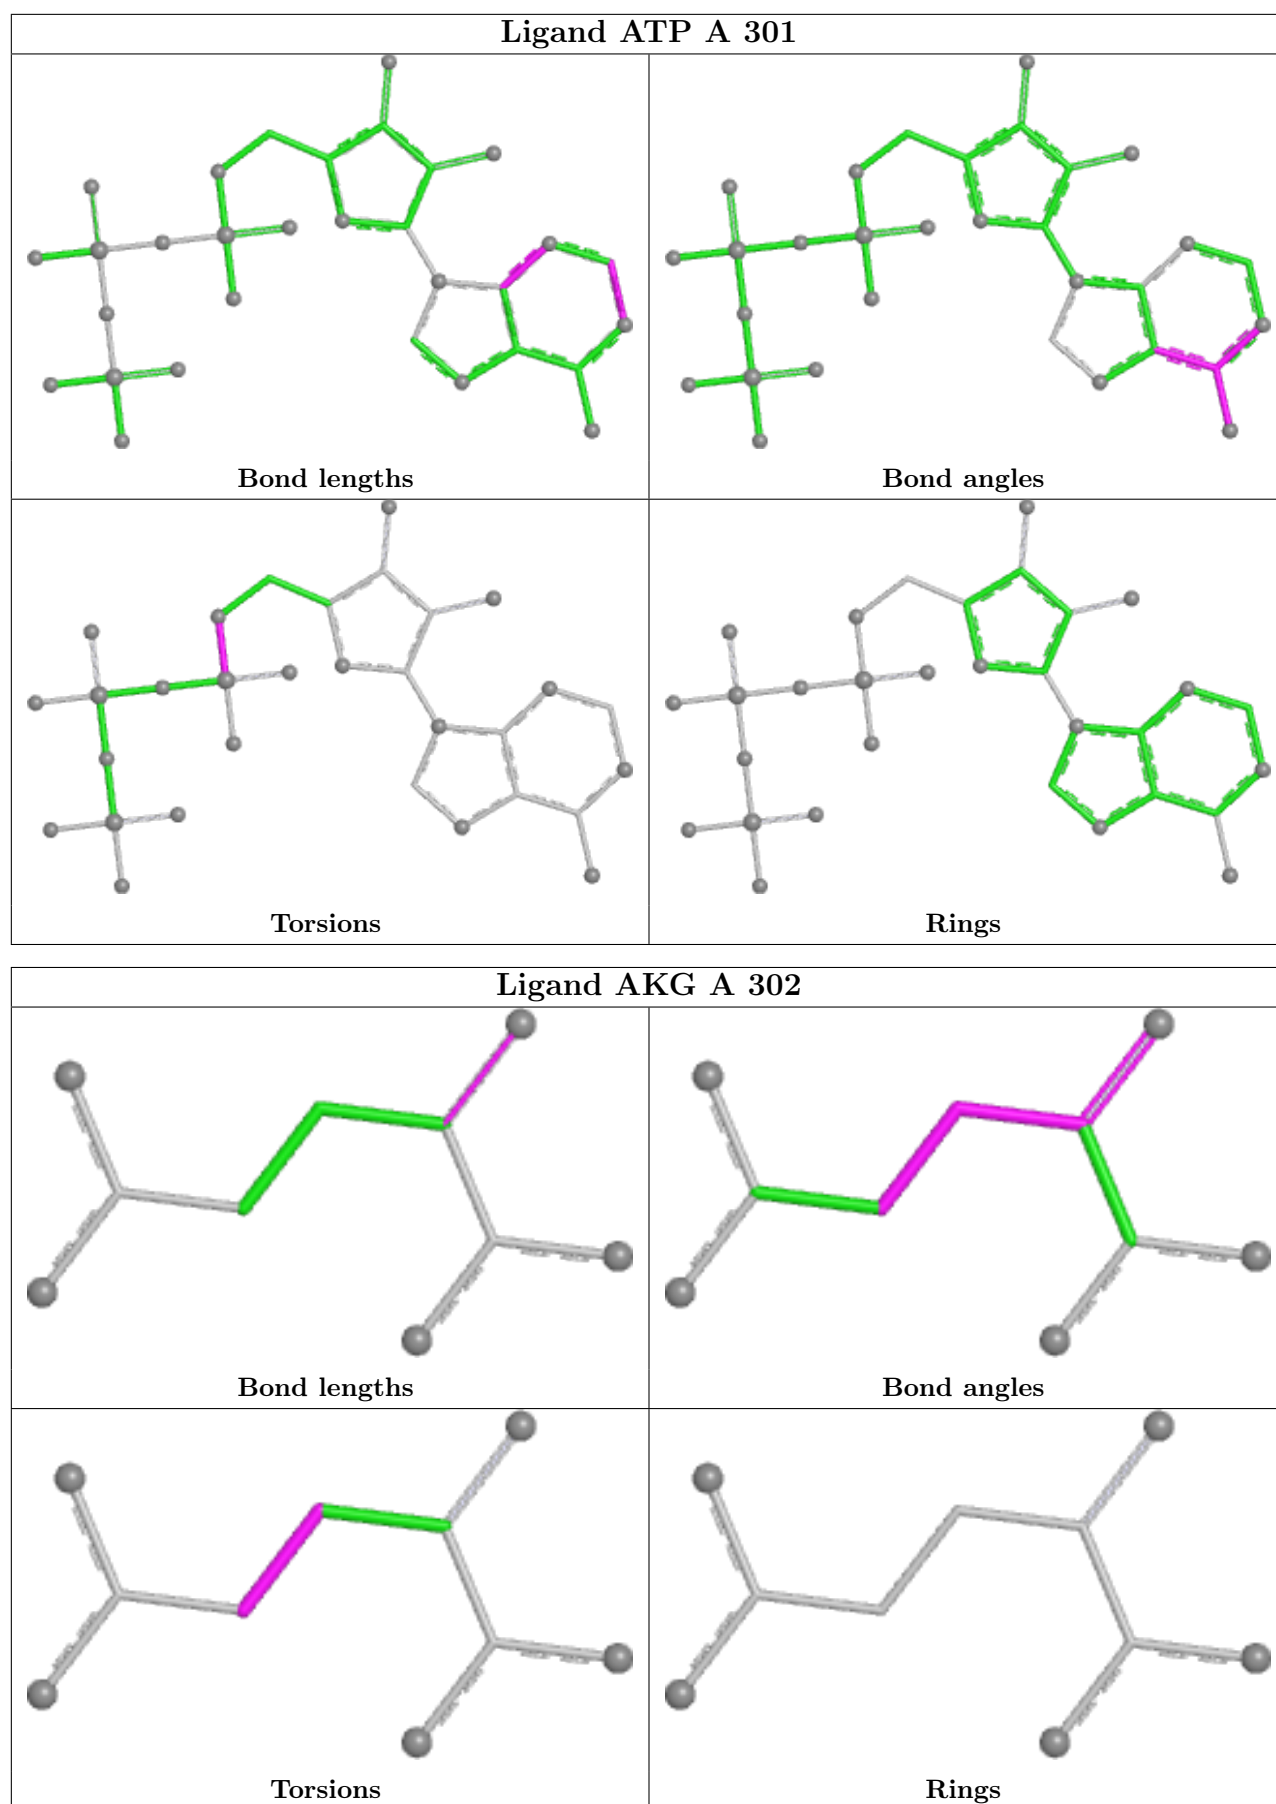 Ligand ATP A 301
Bond lengths
Bond angles
Torsions
Rings
Ligand AKG A 302
Bond lengths
Bond angles
Torsions
Rings